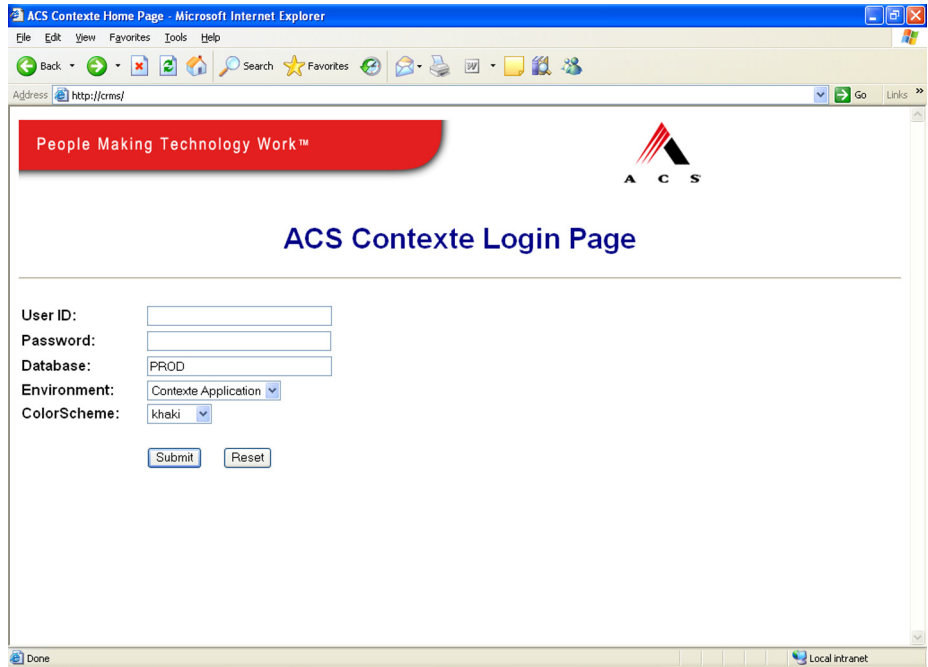 ACS Contexte Home Page - Microsoft Internet Explorer
File Edit View Favorites Tools Help
Back Search Favorites
Address http://crms/ Go Links »
People Making Technology Work™
A C S
ACS Contexte Login Page
User ID:
Password:
Database: PROD
Environment: Contexte Application
ColorScheme: khaki
Submit Reset
Done Local intranet